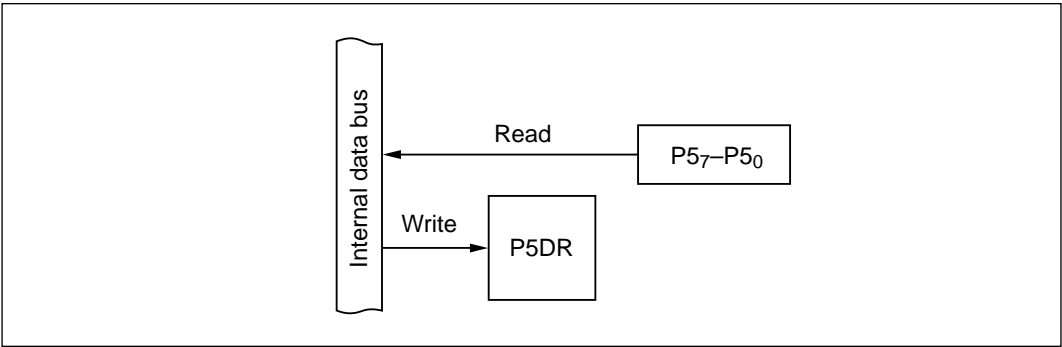 Internal data bus
Read
P5₇–P5₀
Write
P5DR